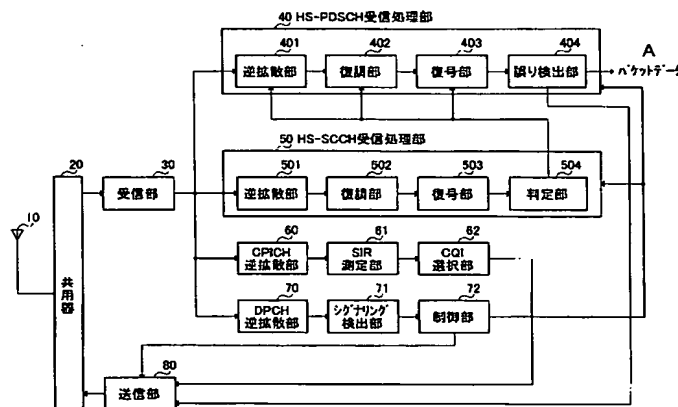 40 HS-PDSCH受信処理部
401 402 403 404
逆拡散部 復調部 復号部 誤り検出部
A
パケットデータ
50 HS-SCCH受信処理部
20 30
501 502 503 504
受信部
逆拡散部 復調部 復号部 判定部
10
60 61 62
CPICH
逆拡散部
SIR
測定部
CQI
選択部
共用器
70 71 72
DPCH
逆拡散部
シグナリング
検出部
制御部
80
送信部